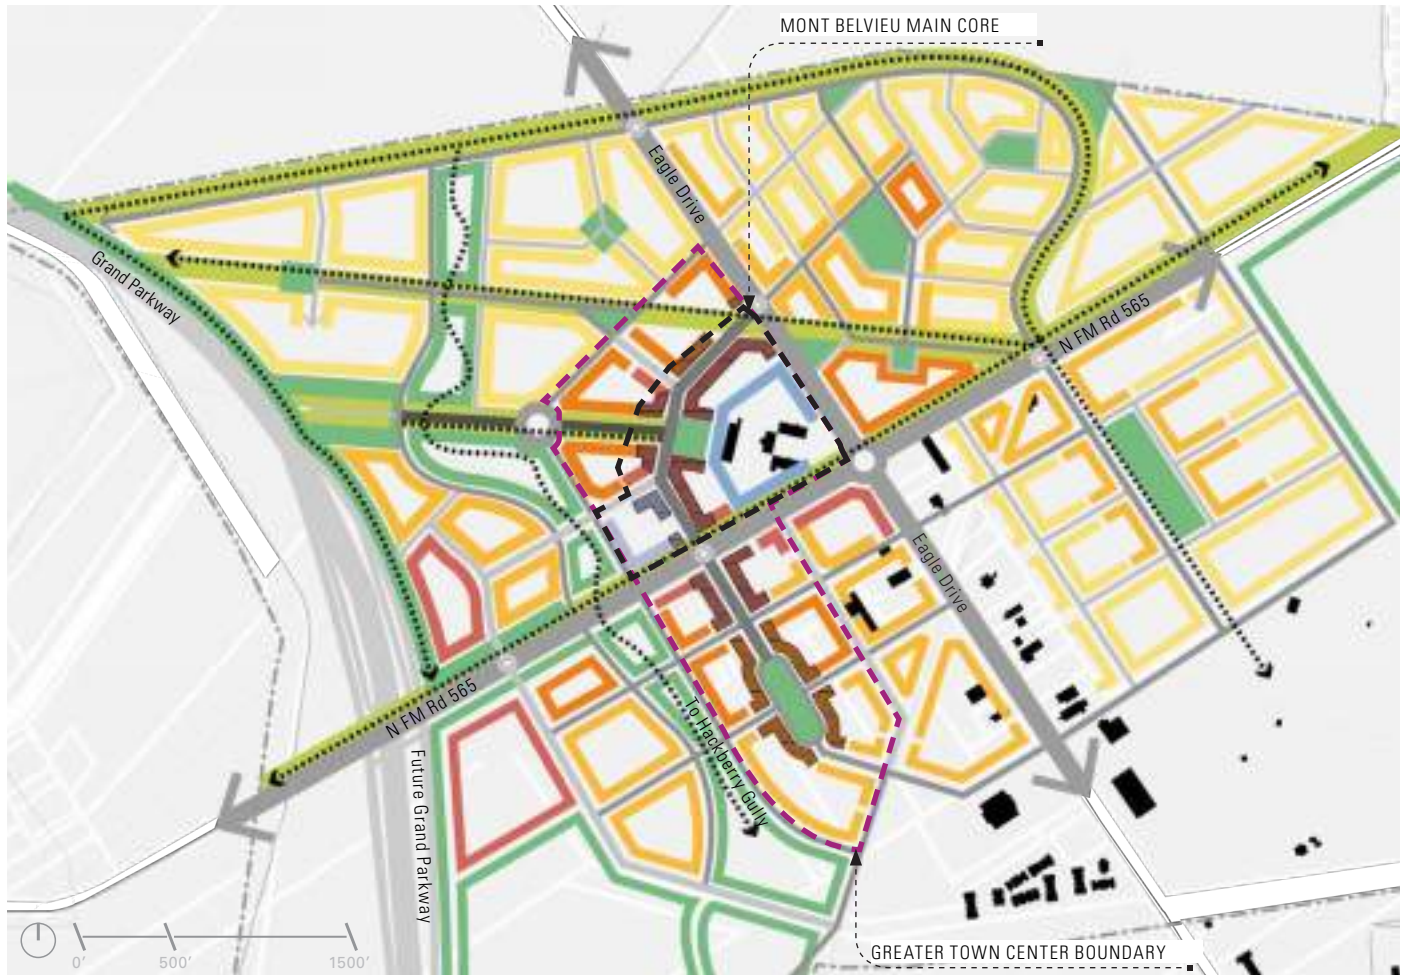 MONT BELVIEU MAIN CORE
Eagle Drive
Grand Parkway
N FM Rd 565
Eagle Drive
N FM Rd 565
To Hackberry Gully
Future Grand Parkway
GREATER TOWN CENTER BOUNDARY
0' 500' 1500'